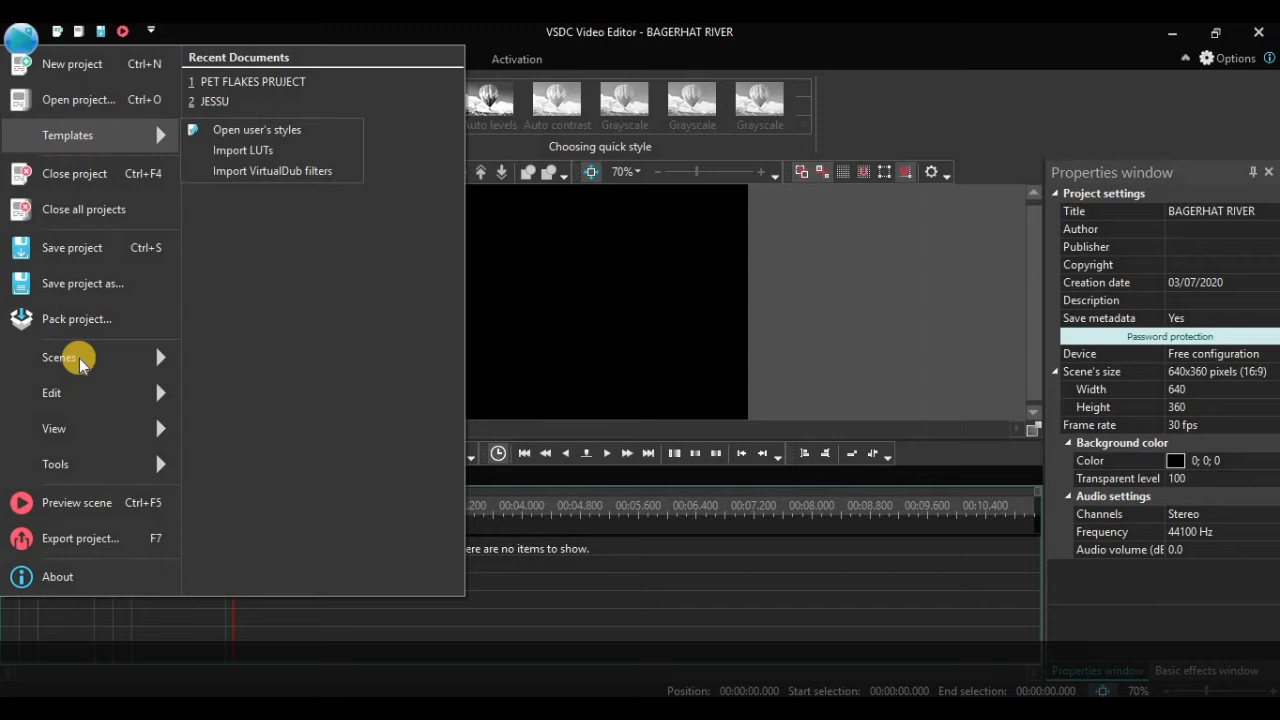 VSDC Video Editor - BAGERHAT RIVER
Activation
Options
New project Ctrl+N
Open project... Ctrl+O
Templates
Close project Ctrl+F4
Close all projects
Save project Ctrl+S
Save project as...
Pack project...
Scenes
Edit
View
Tools
Preview scene Ctrl+F5
Export project... F7
About
Recent Documents
1 PET FLAKES PRUJECT
2 JESSU
Open user's styles
Import LUTs
Import VirtualDub filters
Auto levels Auto contrast Grayscale Grayscale Grayscale
Choosing quick style
70%
.200 00:04.000 00:04.800 00:05.600 00:06.400 00:07.200 00:08.000 00:08.800 00:09.600 00:10.400
ere are no items to show.
Properties window
Project settings
Title BAGERHAT RIVER
Author
Publisher
Copyright
Creation date 03/07/2020
Description
Save metadata Yes
Password protection
Device Free configuration
Scene's size 640x360 pixels (16:9)
Width 640
Height 360
Frame rate 30 fps
Background color
Color 0; 0; 0
Transparent level 100
Audio settings
Channels Stereo
Frequency 44100 Hz
Audio volume (dE 0.0
Properties window Basic effects window
Position: 00:00:00.000 Start selection: 00:00:00.000 End selection: 00:00:00.000 70%